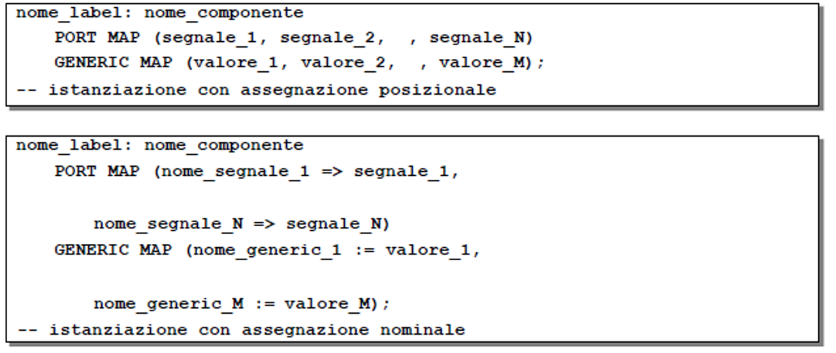 nome_label: nome_componente
PORT MAP (segnale_1, segnale_2,  , segnale_N)
GENERIC MAP (valore_1, valore_2,  , valore_M);
-- istanziazione con assegnazione posizionale
nome_label: nome_componente
PORT MAP (nome_segnale_1 => segnale_1,
nome_segnale_N => segnale_N)
GENERIC MAP (nome_generic_1 := valore_1,
nome_generic_M := valore_M);
-- istanziazione con assegnazione nominale